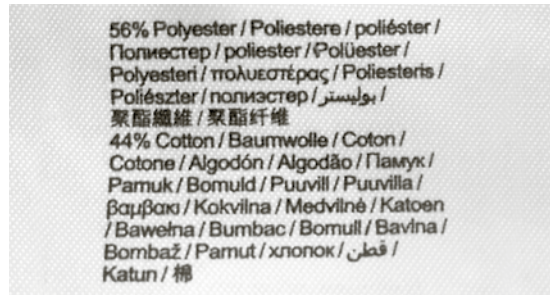 56% Polyester / Poliestere / poliéster /
Полиестер / poliester / Polüester /
Polyesteri / πολυεστέρας / Poliesteris /
Poliészter / полиэстер / بوليستر /
聚酯纖維 / 聚酯纤维
44% Cotton / Baumwolle / Coton /
Cotone / Algodón / Algodão / Памук /
Pamuk / Bomuld / Puuvill / Puuvilla /
βαμβακι / Kokvilna / Medvilnė / Katoen
/ Bawełna / Bumbac / Bomull / Bavlna /
Bombaž / Pamut / хлопок / قطن /
Katun / 棉